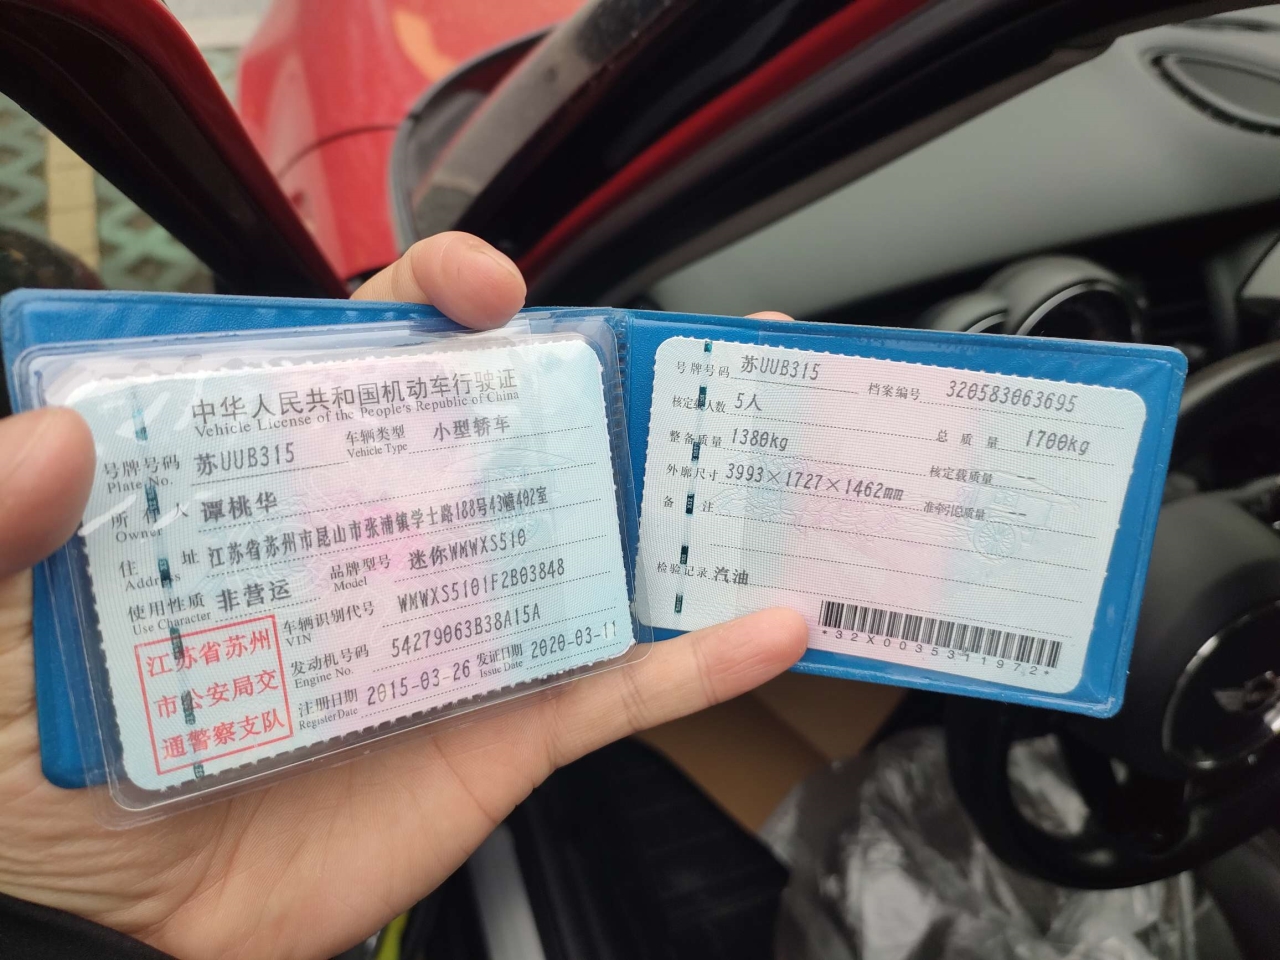 中华人民共和国机动车行驶证
Vehicle License of the People's Republic of China
号牌号码 苏UUB315 车辆类型 小型轿车
Plate No. Vehicle Type
所有人 谭桃华
Owner
住址 江苏省苏州市昆山市张浦镇学士路188号43幢402室
Address
使用性质 非营运 品牌型号 迷你WMWXS510
Use Character Model
车辆识别代号 WMWXS5101F2B03848
VIN
发动机号码 54279063B38A15A
Engine No.
注册日期 2015-03-26 发证日期 2020-03-11
Register Date Issue Date
江苏省苏州
市公安局交
通警察支队
号牌号码 苏UUB315 档案编号 320583063695
核定载人数 5人 总质量 1700kg
整备质量 1380kg 核定载质量 --
外廓尺寸 3993×1727×1462mm 准牵引总质量 --
备注
检验记录 汽油
*32X0035311972*